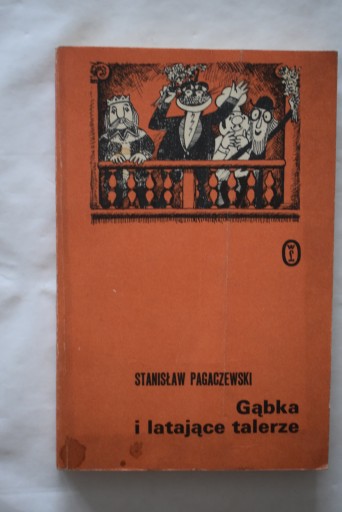 STANISŁAW PAGACZEWSKI
Gąbka
i latające talerze